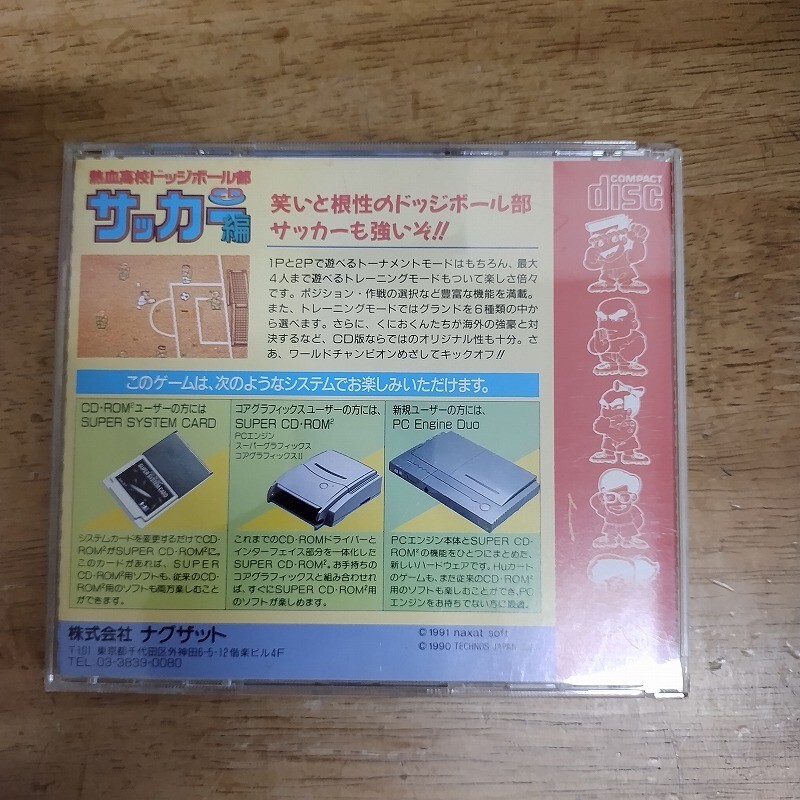 熱血高校ドッジボール部
サッカー編
COMPACT
disc
笑いと根性のドッジボール部
サッカーも強いぞ!!
1Pと2Pで遊べるトーナメントモードはもちろん、最大
4人まで遊べるトレーニングモードもついて楽しさ倍々
です。ポジション・作戦の選択など豊富な機能を満載。
また、トレーニングモードではグランドを6種類の中か
ら選べます。さらに、くにおくんたちが海外の強豪と対
決するなど、CD版ならではのオリジナル性も十分。さ
あ、ワールドチャンピオンめざしてキックオフ!!
このゲームは、次のようなシステムでお楽しみいただけます。
CD・ROM²ユーザーの方には
SUPER SYSTEM CARD
システムカードを変更するだけでCD・
ROM²がSUPER CD・ROM²に。
このカードがあれば、SUPER
CD・ROM²用ソフトも、従来のCD・
ROM²用のソフトも両方楽しむこと
ができます。
コアグラフィックスユーザーの方には、
SUPER CD・ROM²
PCエンジン
スーパーグラフィックス
コアグラフィックスII
これまでのCD・ROMドライバーと
インターフェイス部分を一体化した
SUPER CD・ROM²。お手持ちの
コアグラフィックスと組み合わせれ
ば、すぐにSUPER CD・ROM²用
のソフトが楽しめます。
新規ユーザーの方には、
PC Engine Duo
PCエンジン本体とSUPER CD・
ROM²の機能をひとつにまとめた、
新しいハードウェアです。Huカード
のゲームも、また従来のCD・ROM²
用のソフトも楽しむことができ、PC
エンジンをお持ちでない方に最適。
株式会社 ナグザット
〒101 東京都千代田区外神田6-5-12偕楽ビル4F
TEL 03-3839-0080
©1991 naxat soft
©1990 TECHNOS JAPAN